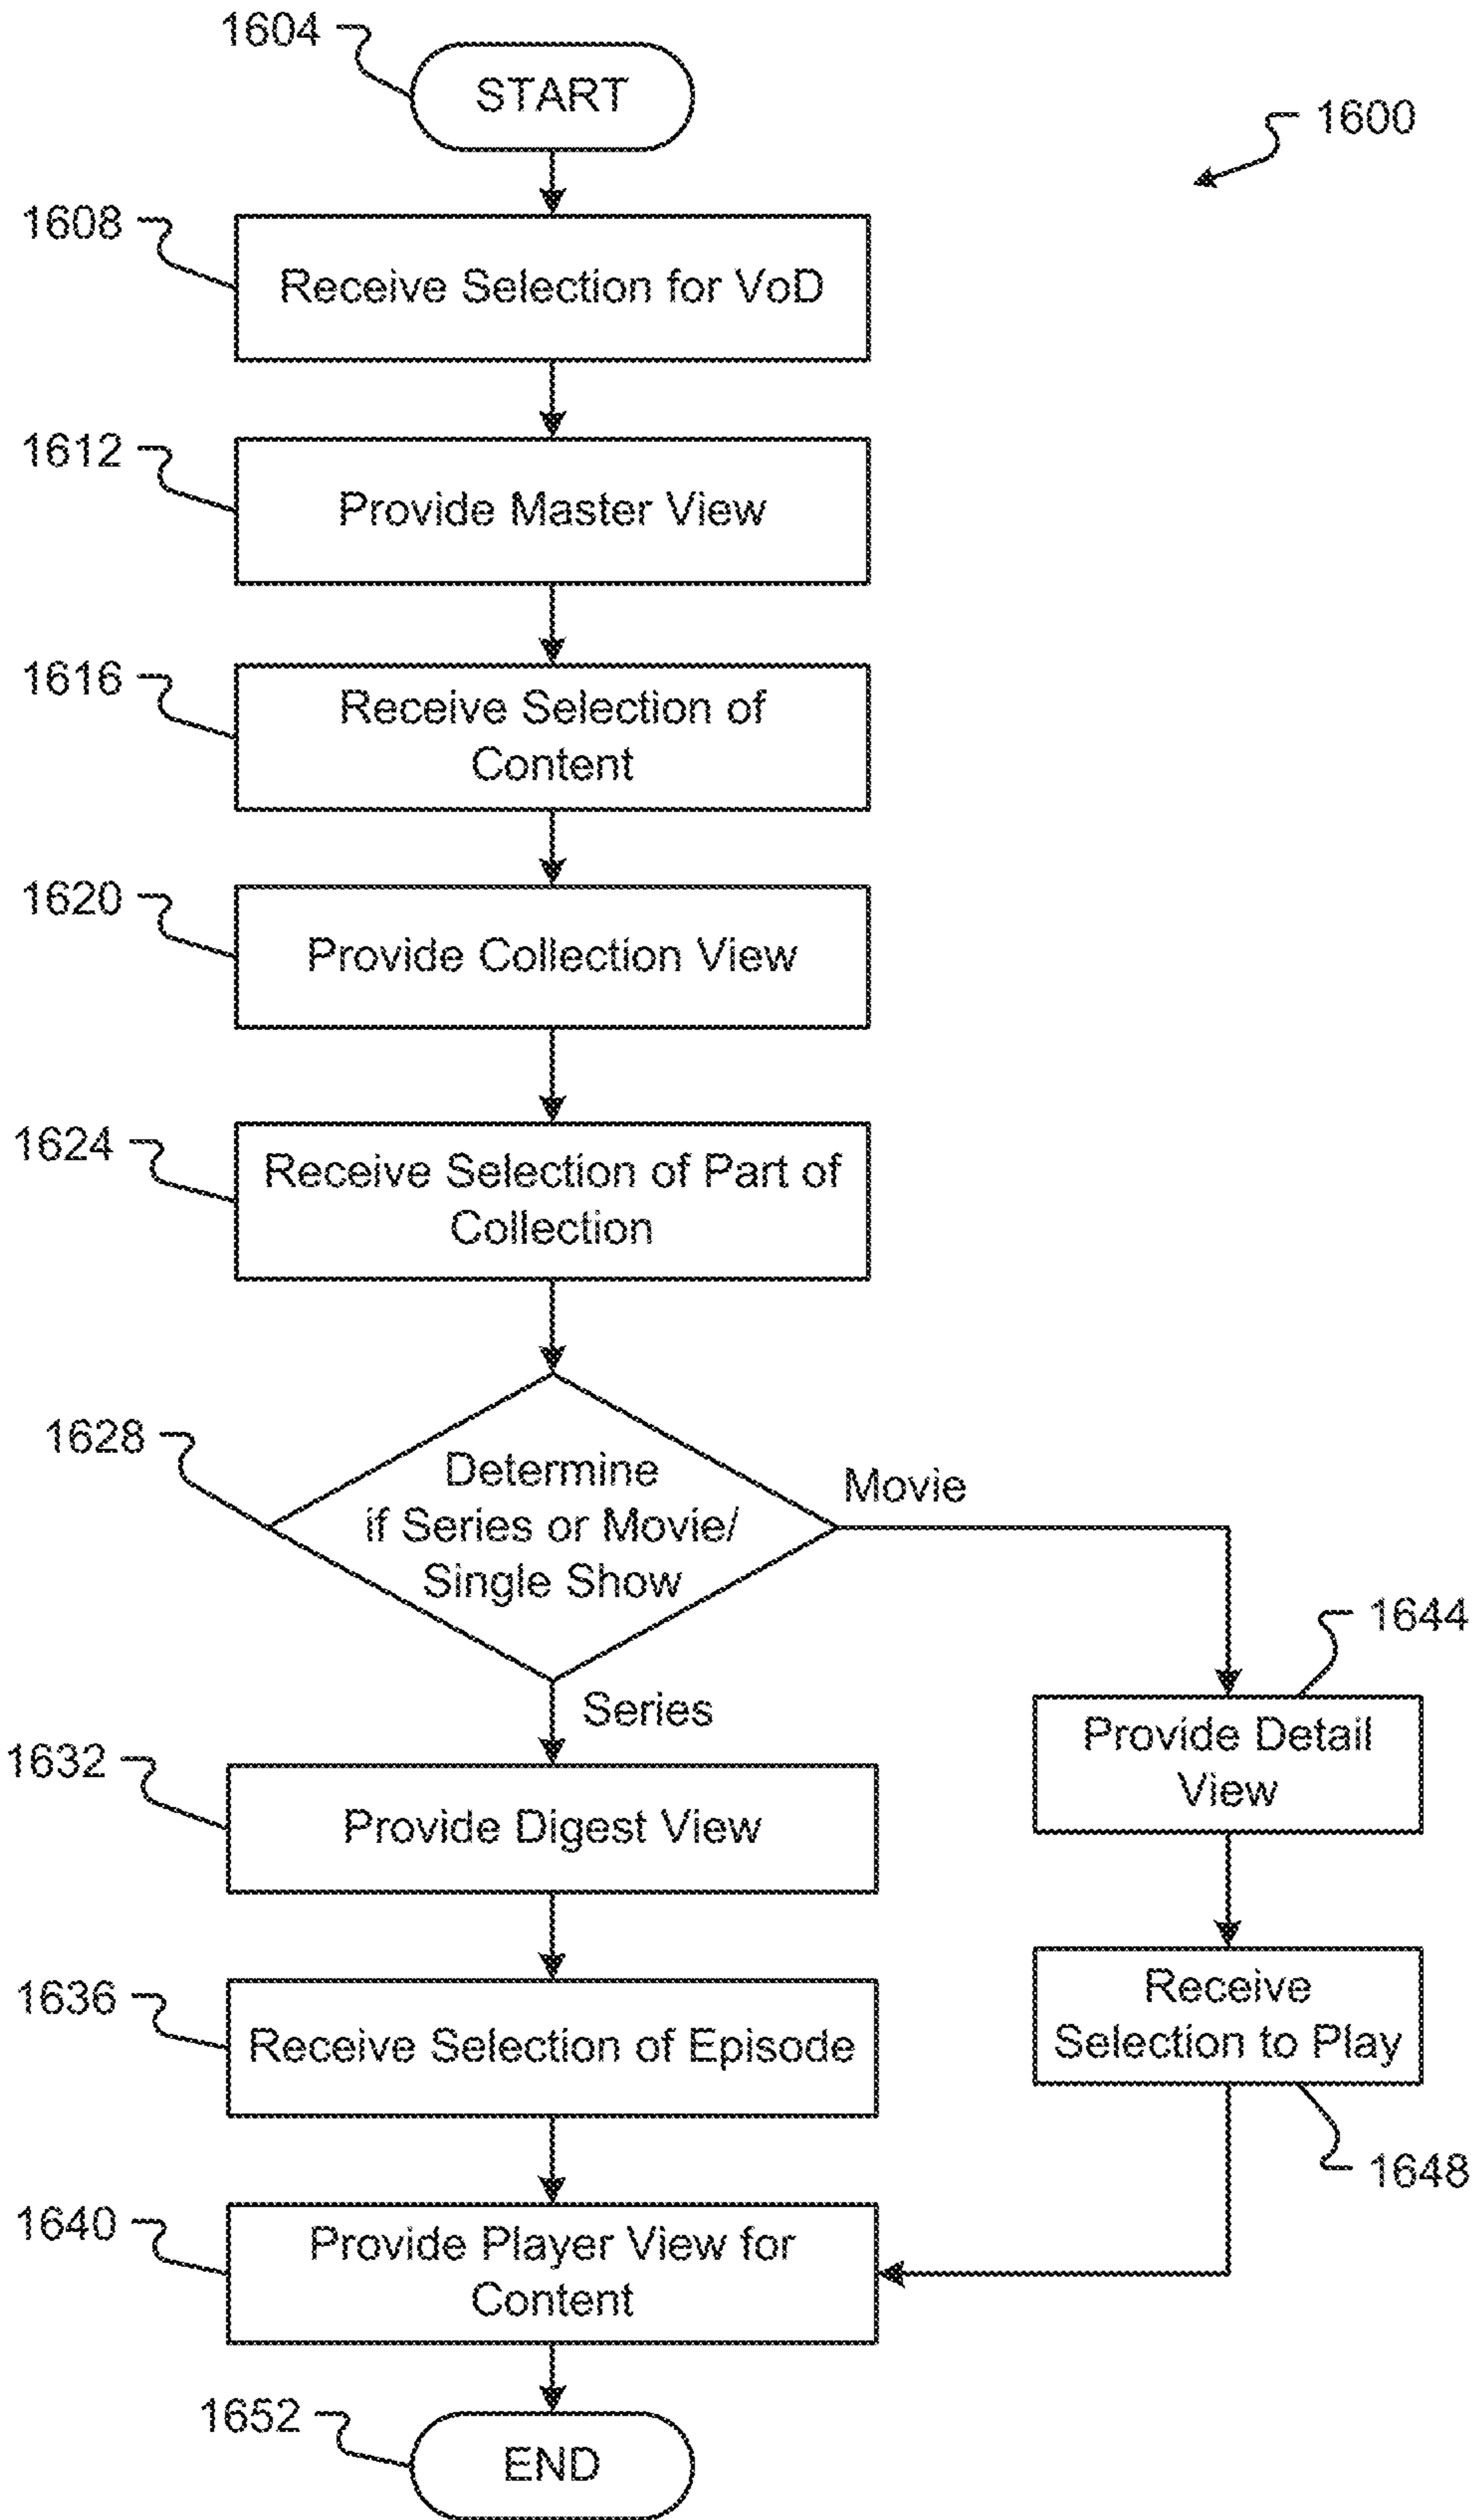 1604
START
1600
1608
Receive Selection for VoD
1612
Provide Master View
1616
Receive Selection of
Content
1620
Provide Collection View
1624
Receive Selection of Part of
Collection
1628
Determine
if Series or Movie/
Single Show
Movie
Series
1644
Provide Detail
View
1632
Provide Digest View
1636
Receive Selection of Episode
Receive
Selection to Play
1648
1640
Provide Player View for
Content
1652
END